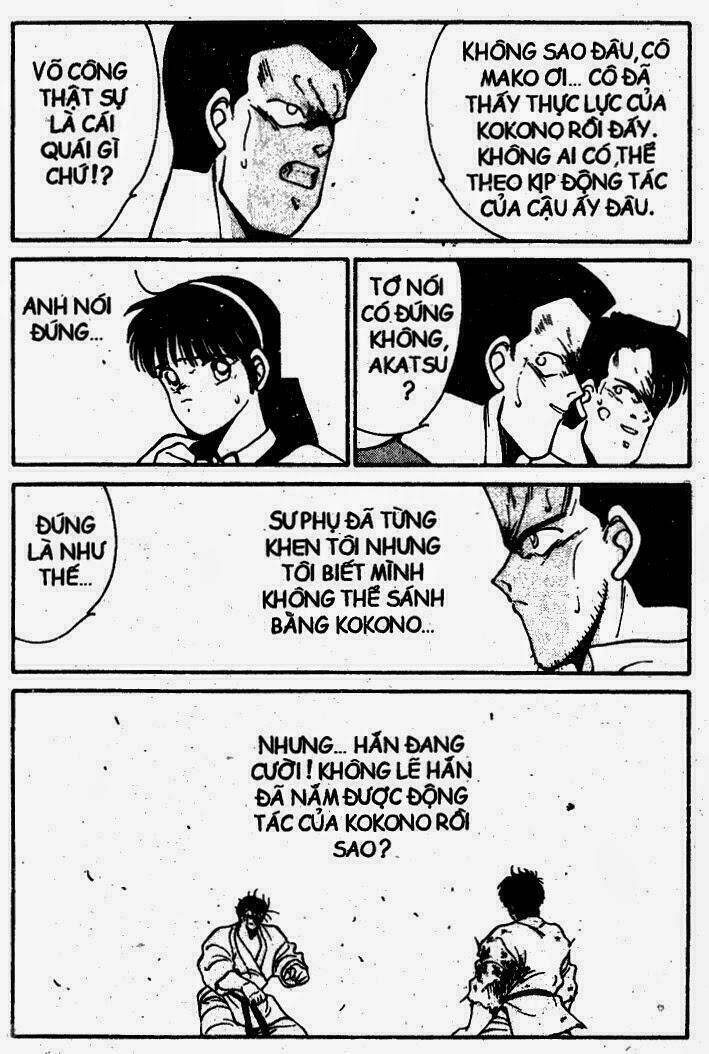 KHÔNG SAO ĐÂU, CÔ
MAKO ƠI... CÔ ĐÃ
THẤY THỰC LỰC CỦA
KOKONO RỒI ĐẤY.
KHÔNG AI CÓ THỂ
THEO KỊP ĐỘNG TÁC
CỦA CẬU ẤY ĐÂU.
VÕ CÔNG
THẬT SỰ
LÀ CÁI
QUÁI GÌ
CHỨ!?
TỚ NÓI
CÓ ĐÚNG
KHÔNG,
AKATSU
?
ANH NÓI
ĐÚNG...
SƯ PHỤ ĐÃ TỪNG
KHEN TÔI NHƯNG
TÔI BIẾT MÌNH
KHÔNG THỂ SÁNH
BẰNG KOKONO...
ĐÚNG
LÀ NHƯ
THẾ...
NHƯNG... HẮN ĐANG
CƯỜI! KHÔNG LẼ HẮN
ĐÃ NẮM ĐƯỢC ĐỘNG
TÁC CỦA KOKONO RỒI
SAO?